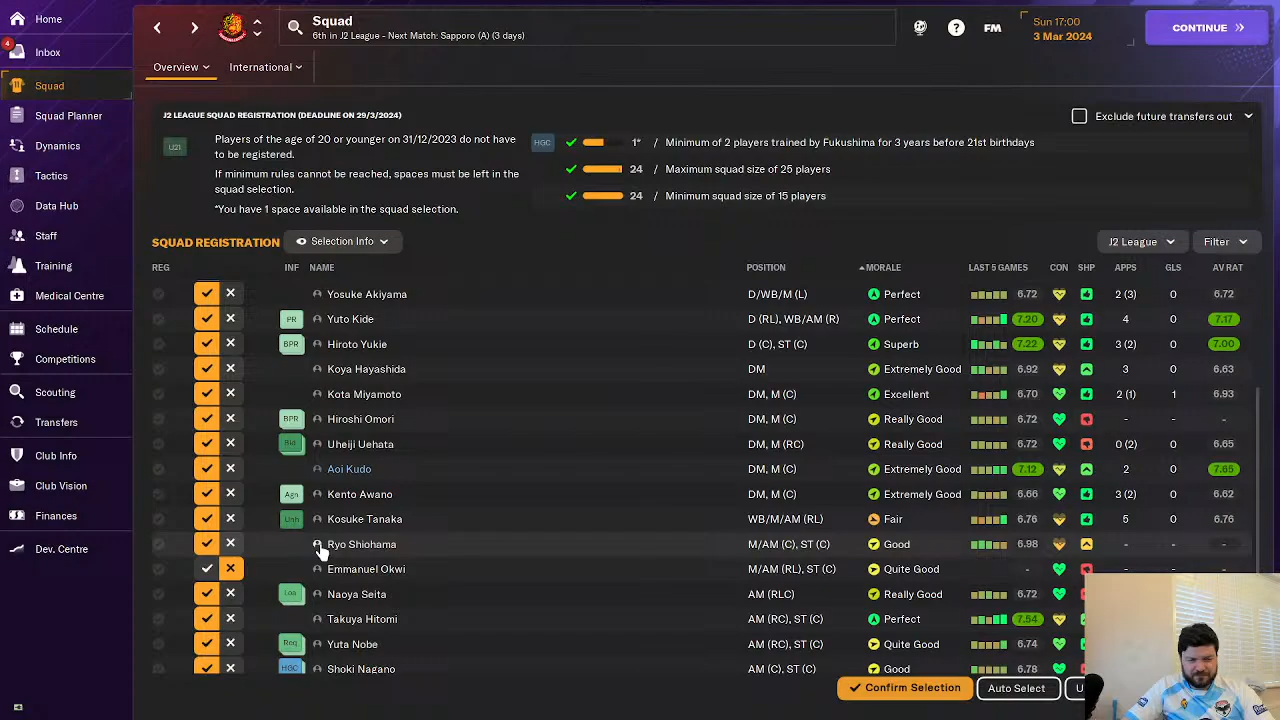 Home
Squad
6th in J2 League - Next Match: Sapporo (A) (3 days)
FM
Sun 17:00
3 Mar 2024
CONTINUE
4
Inbox
Squad
Squad Planner
Dynamics
Tactics
Data Hub
Staff
Training
Medical Centre
Schedule
Competitions
Scouting
Transfers
Club Info
Club Vision
Finances
Dev. Centre
Overview
International
J2 LEAGUE SQUAD REGISTRATION (DEADLINE ON 29/3/2024)
Exclude future transfers out
U21
Players of the age of 20 or younger on 31/12/2023 do not have
to be registered.
If minimum rules cannot be reached, spaces must be left in the
squad selection.
*You have 1 space available in the squad selection.
HGC 1* / Minimum of 2 players trained by Fukushima for 3 years before 21st birthdays
24 / Maximum squad size of 25 players
24 / Minimum squad size of 15 players
SQUAD REGISTRATION
Selection Info
J2 League
Filter
REG INF NAME POSITION MORALE LAST 5 GAMES CON SHP APPS GLS AV RAT
Yosuke Akiyama D/WB/M (L) Perfect 6.72 2 (3) 0 6.72
PR Yuto Kide D (RL), WB/AM (R) Perfect 7.20 4 0 7.17
BPR Hiroto Yukie D (C), ST (C) Superb 7.22 3 (2) 0 7.00
Koya Hayashida DM Extremely Good 6.92 3 0 6.63
Kota Miyamoto DM, M (C) Excellent 6.70 2 (1) 1 6.93
BPR Hiroshi Omori DM, M (C) Really Good 6.72 - - -
Bid Uheiji Uehata DM, M (RC) Really Good 6.72 0 (2) 0 6.65
Aoi Kudo DM, M (C) Extremely Good 7.12 2 0 7.65
Agn Kento Awano DM, M (C) Extremely Good 6.66 3 (2) 0 6.62
Unh Kosuke Tanaka WB/M/AM (RL) Fair 6.76 5 0 6.76
Ryo Shiohama M/AM (C), ST (C) Good 6.98 - - -
Emmanuel Okwi M/AM (RL), ST (C) Quite Good - - - -
Loa Naoya Seita AM (RLC) Really Good 6.72
Takuya Hitomi AM (RC), ST (C) Perfect 7.54
Req Yuta Nobe AM (RC), ST (C) Quite Good 6.74
HGC Shoki Nagano AM (C), ST (C) Good 6.78
Confirm Selection
Auto Select
U